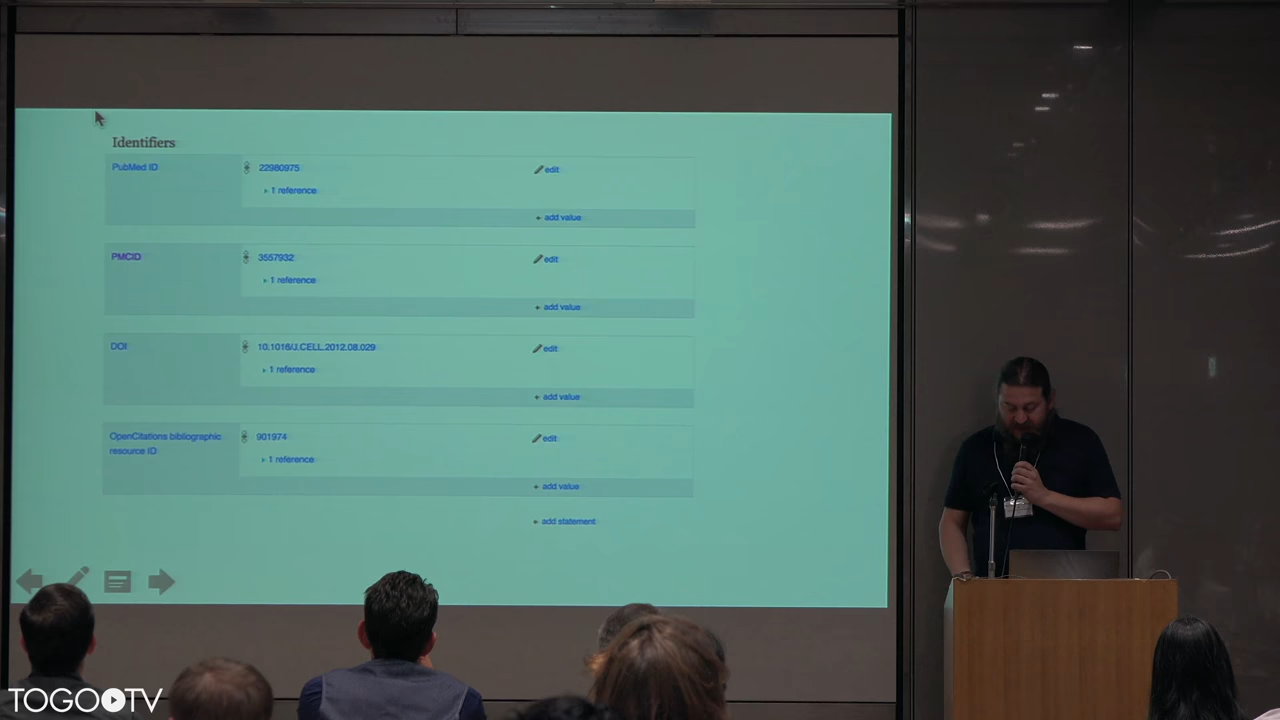 Identifiers
PubMed ID
22980975
edit
1 reference
+ add value
PMCID
3557932
edit
1 reference
+ add value
DOI
10.1016/J.CELL.2012.08.029
edit
1 reference
+ add value
OpenCitations bibliographic
resource ID
901974
edit
1 reference
+ add value
+ add statement
TOGOTV